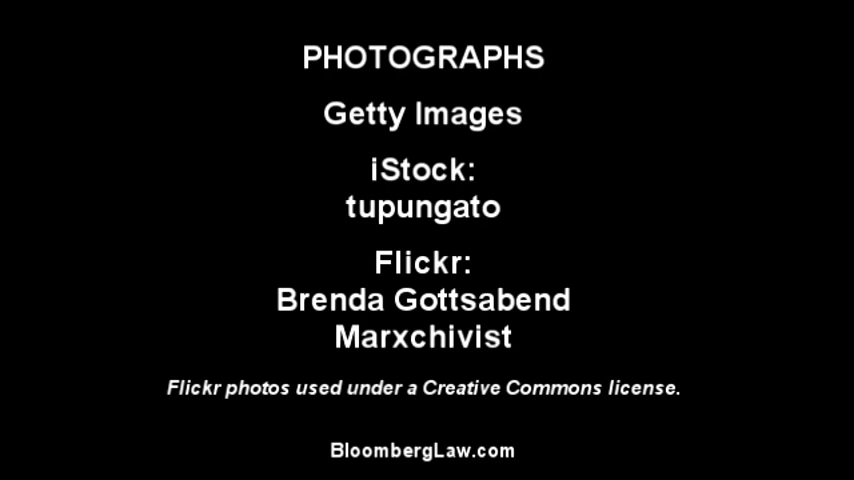 PHOTOGRAPHS
Getty Images
iStock:
tupungato
Flickr:
Brenda Gottsabend
Marxchivist
Flickr photos used under a Creative Commons license.
BloombergLaw.com